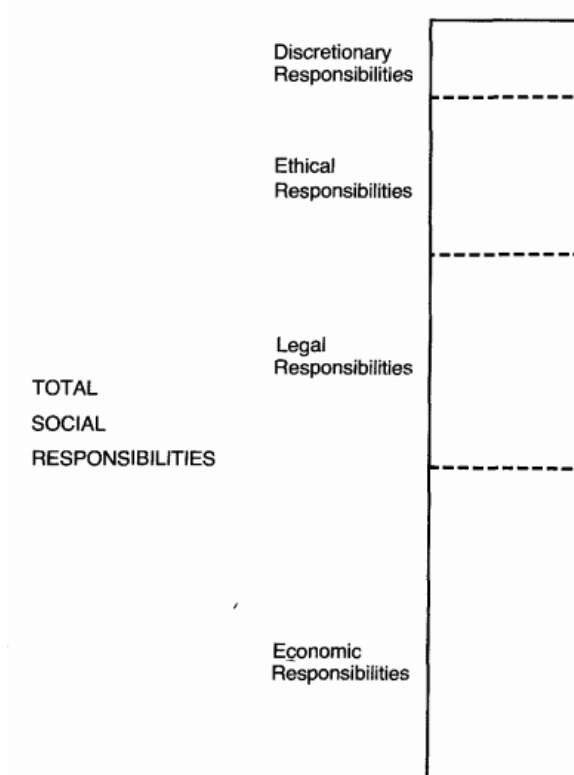 Discretionary
Responsibilities
Ethical
Responsibilities
Legal
Responsibilities
TOTAL
SOCIAL
RESPONSIBILITIES
Economic
Responsibilities